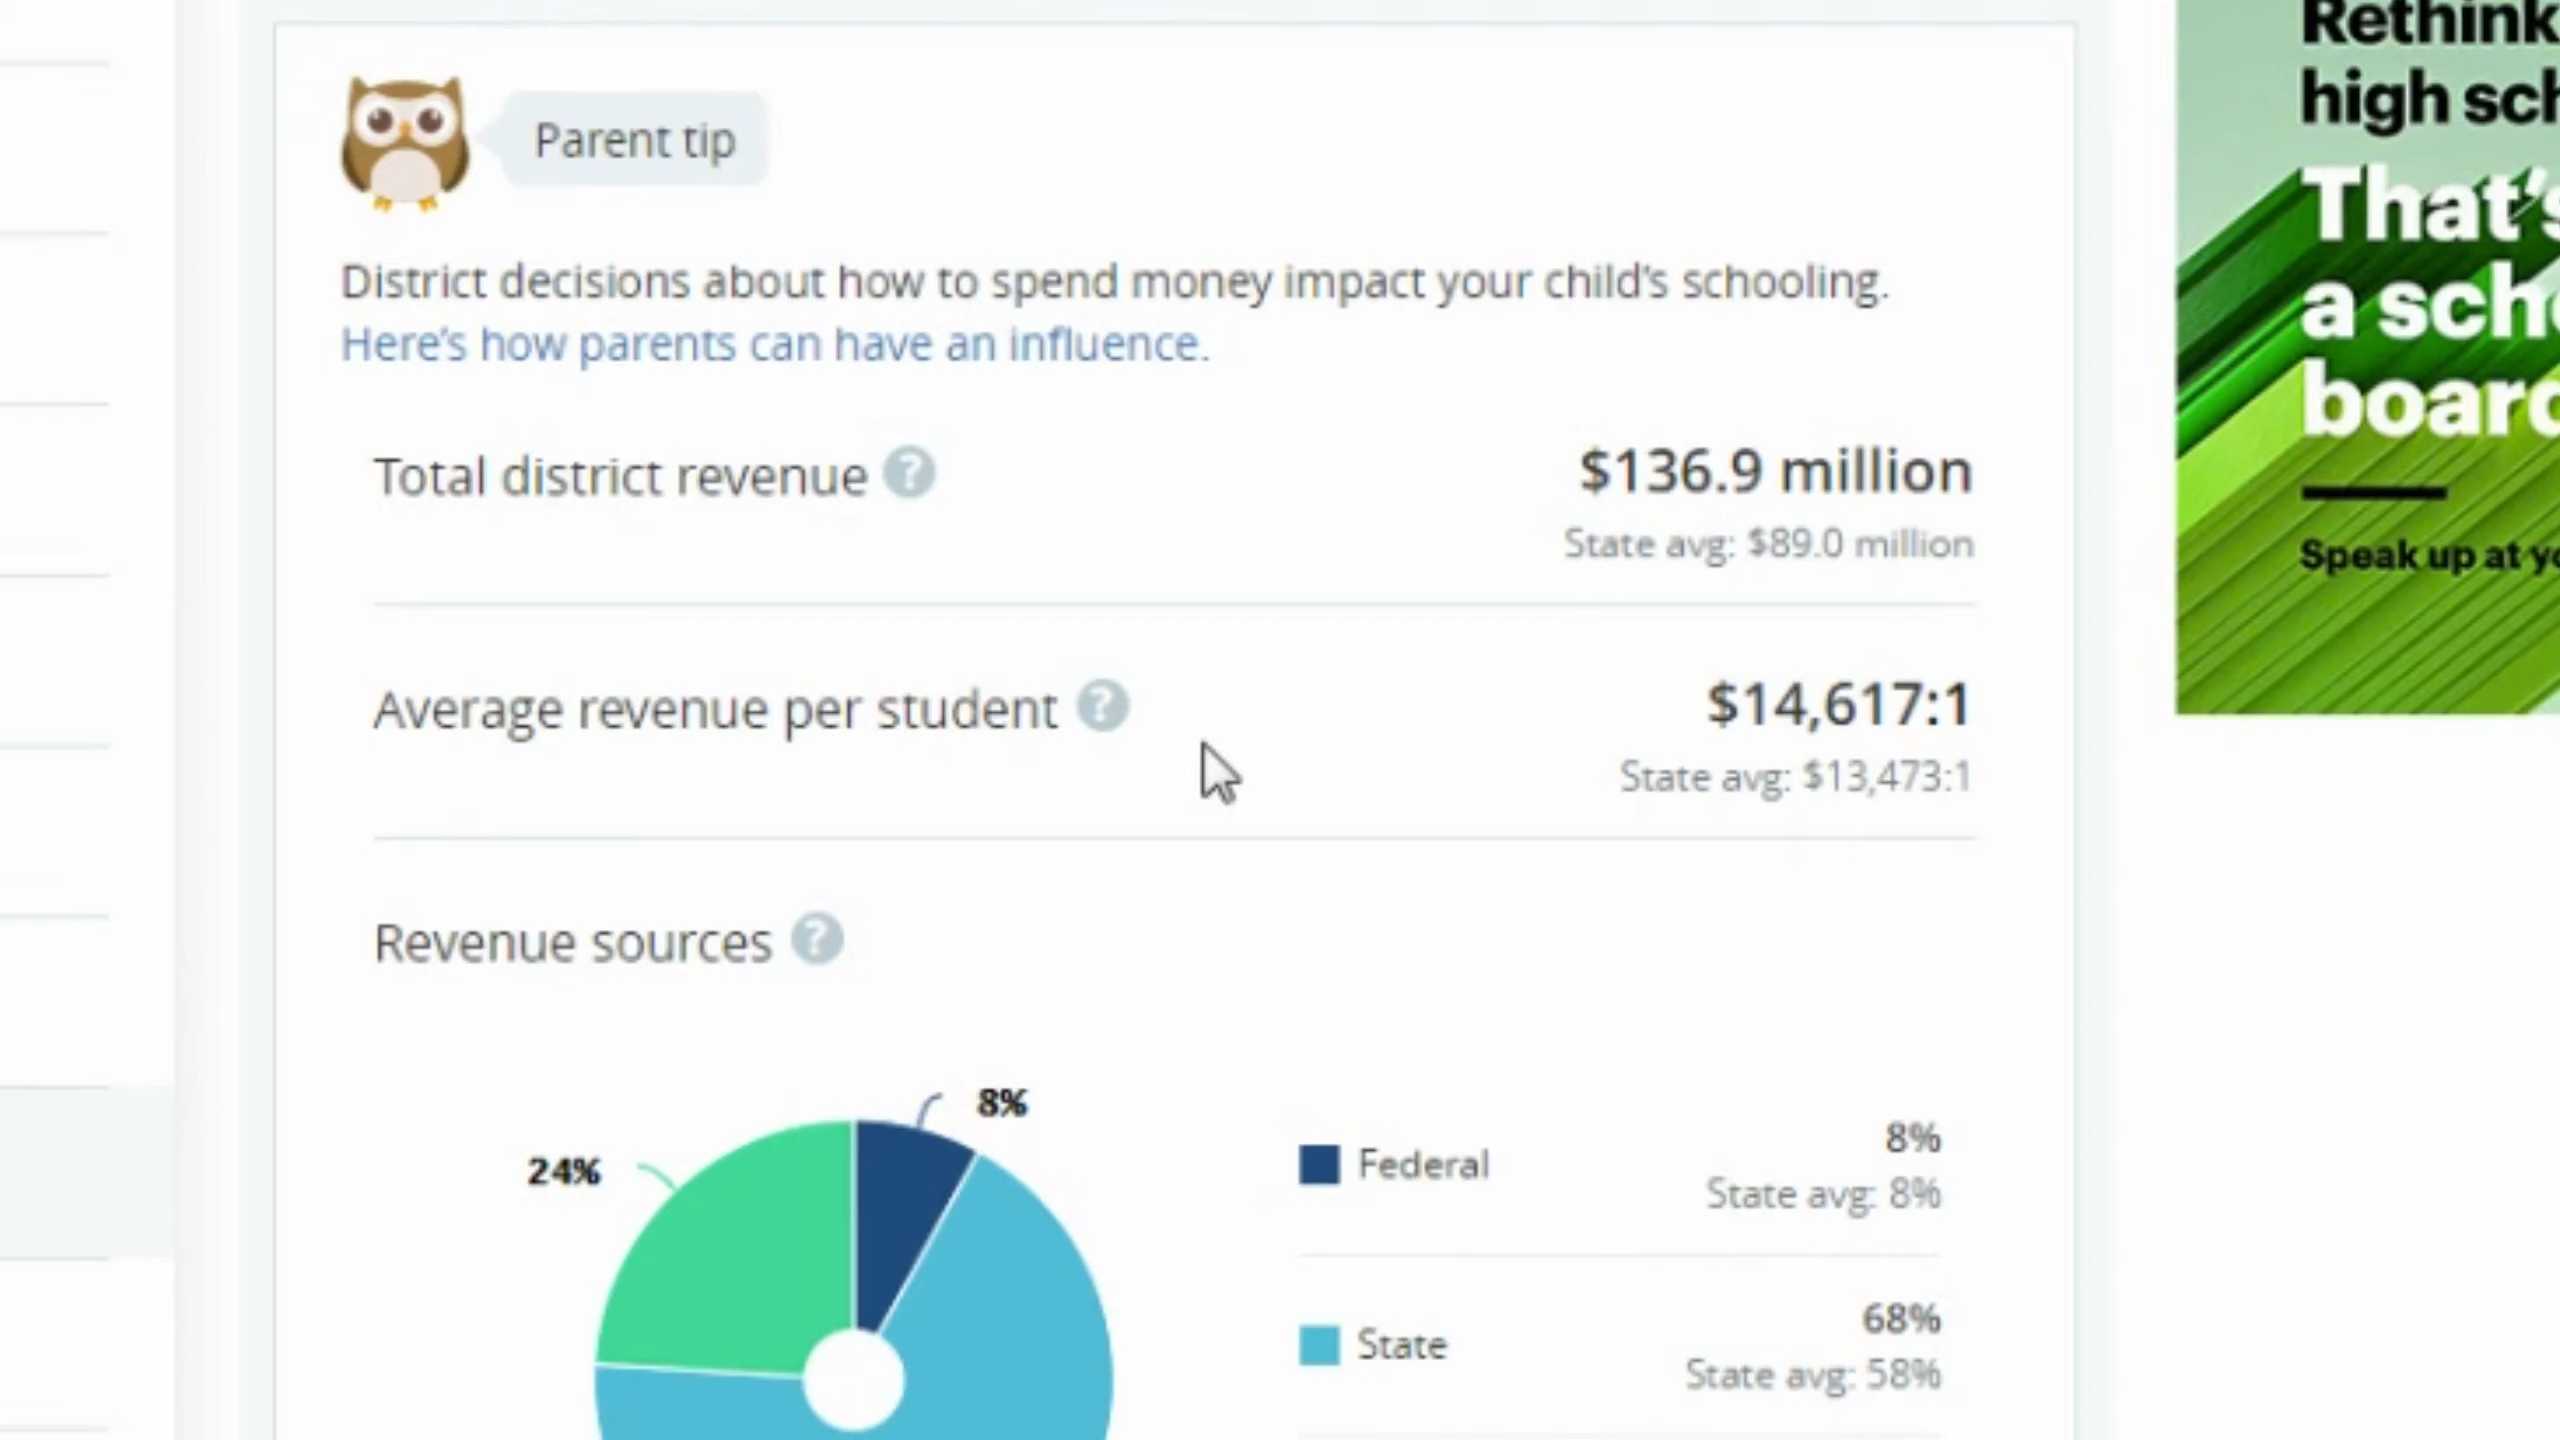 Parent tip
District decisions about how to spend money impact your child's schooling.
Here's how parents can have an influence.
Total district revenue ?
$136.9 million
State avg: $89.0 million
Average revenue per student ?
$14,617:1
State avg: $13,473:1
Revenue sources ?
8%
24%
Federal
8%
State avg: 8%
State
68%
State avg: 58%
Rethink
high
That's
a
Speak up at